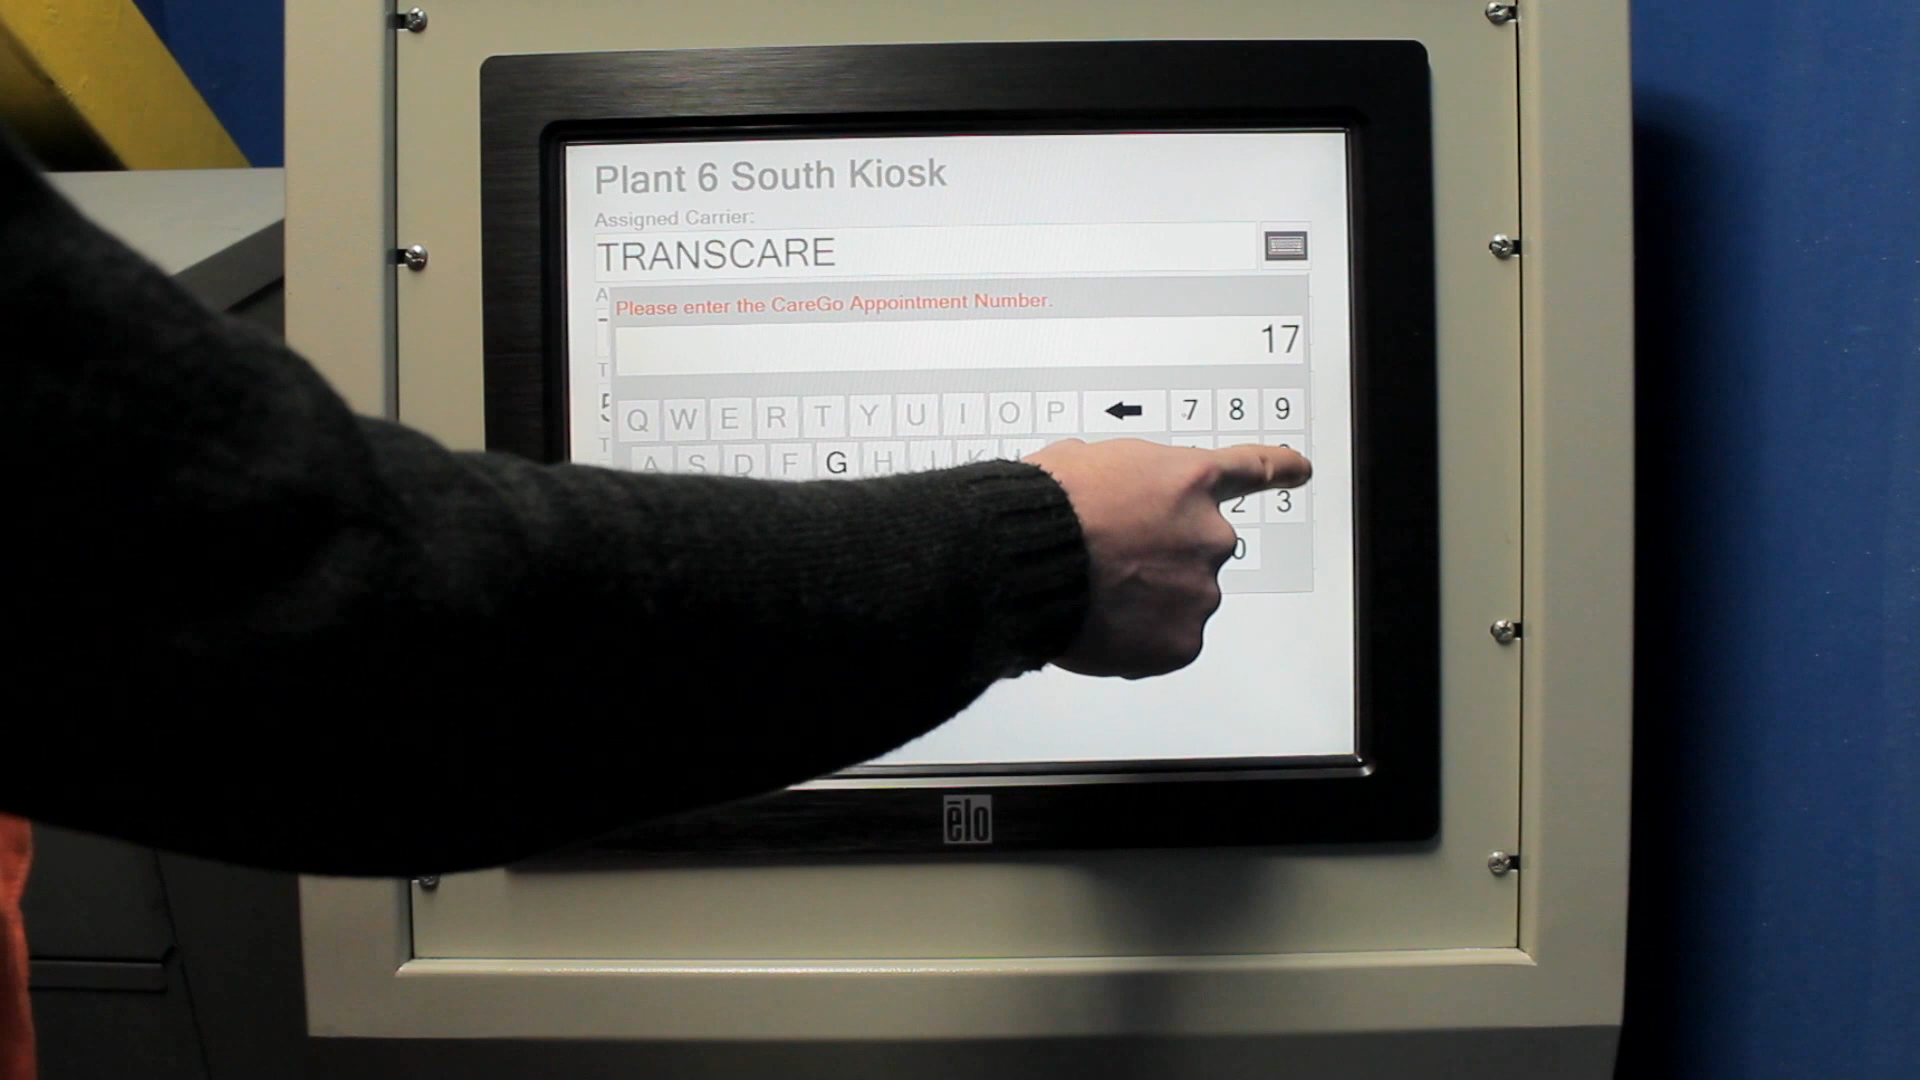 Plant 6 South Kiosk
Assigned Carrier:
TRANSCARE
A
Please enter the CareGo Appointment Number.
17
T
Q W E R T Y U I O P 7 8 9
T
A S D F G H J K
2 3
0
elo